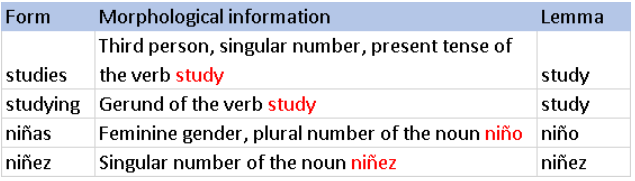 Form Morphological information Lemma
Third person, singular number, present tense of
studies the verb study study
studying Gerund of the verb study study
niñas Feminine gender, plural number of the noun niño niño
niñez Singular number of the noun niñez niñez